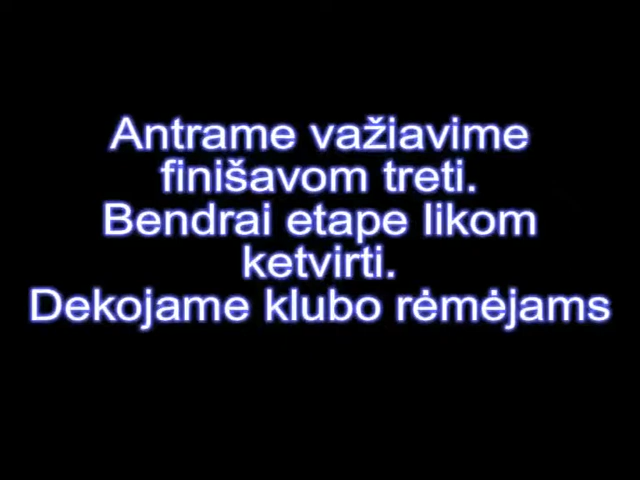 Antrame važiavime
finišavom treti.
Bendrai etape likom
ketvirti.
Dekojame klubo rėmėjams